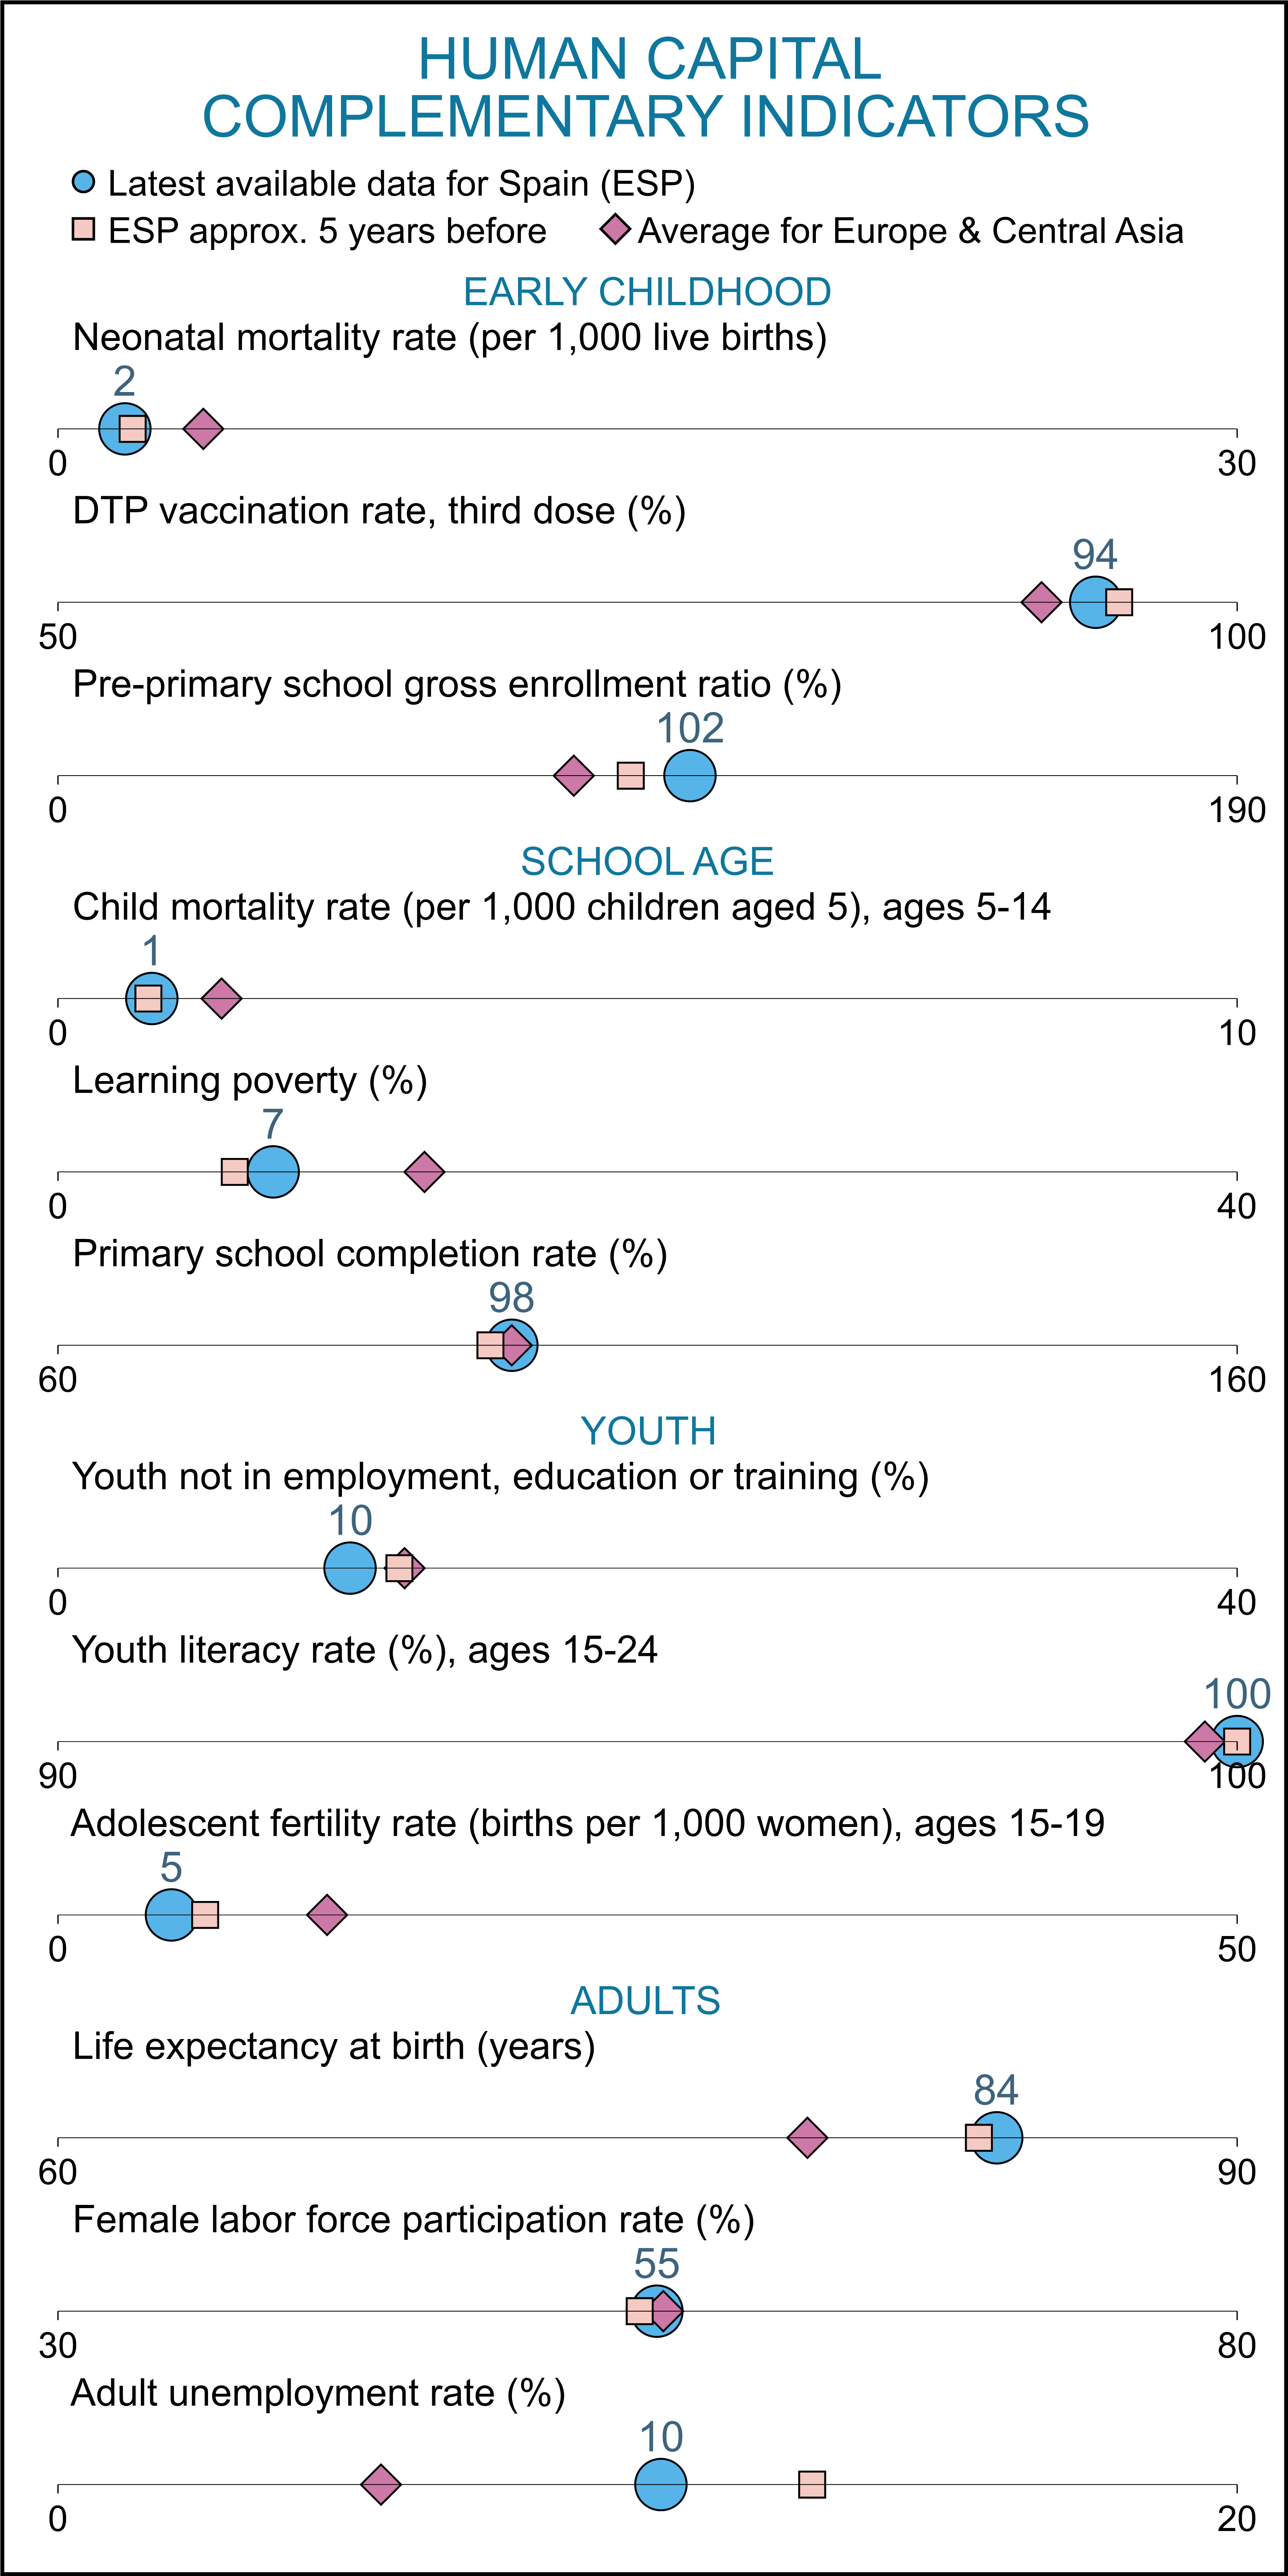 HUMAN CAPITAL
COMPLEMENTARY INDICATORS
Latest available data for Spain (ESP)
ESP approx. 5 years before Average for Europe & Central Asia
EARLY CHILDHOOD
Neonatal mortality rate (per 1,000 live births)
2
0 30
DTP vaccination rate, third dose (%)
94
50 100
Pre-primary school gross enrollment ratio (%)
102
0 190
SCHOOL AGE
Child mortality rate (per 1,000 children aged 5), ages 5-14
1
0 10
Learning poverty (%)
7
0 40
Primary school completion rate (%)
98
60 160
YOUTH
Youth not in employment, education or training (%)
10
0 40
Youth literacy rate (%), ages 15-24
100
90 100
Adolescent fertility rate (births per 1,000 women), ages 15-19
5
0 50
ADULTS
Life expectancy at birth (years)
84
60 90
Female labor force participation rate (%)
55
30 80
Adult unemployment rate (%)
10
0 20